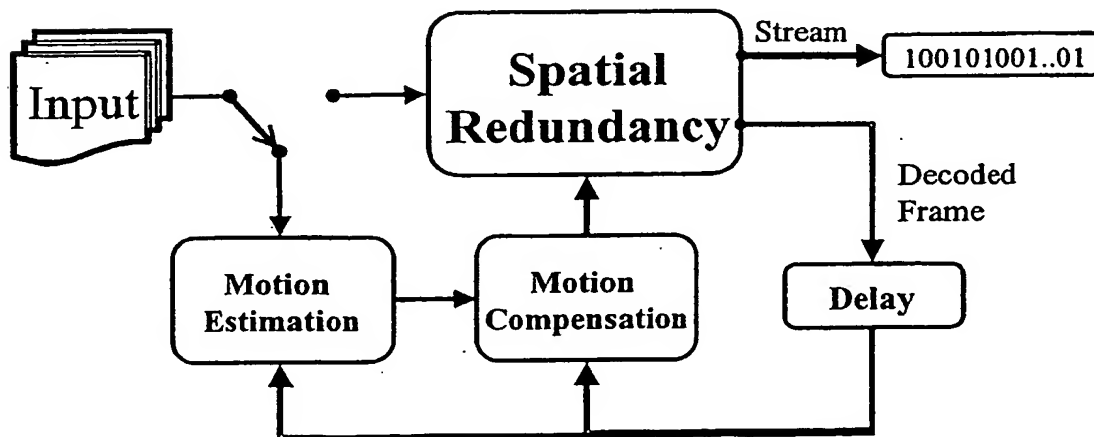 Input
Spatial
Redundancy
Stream
100101001..01
Decoded
Frame
Motion
Estimation
Motion
Compensation
Delay